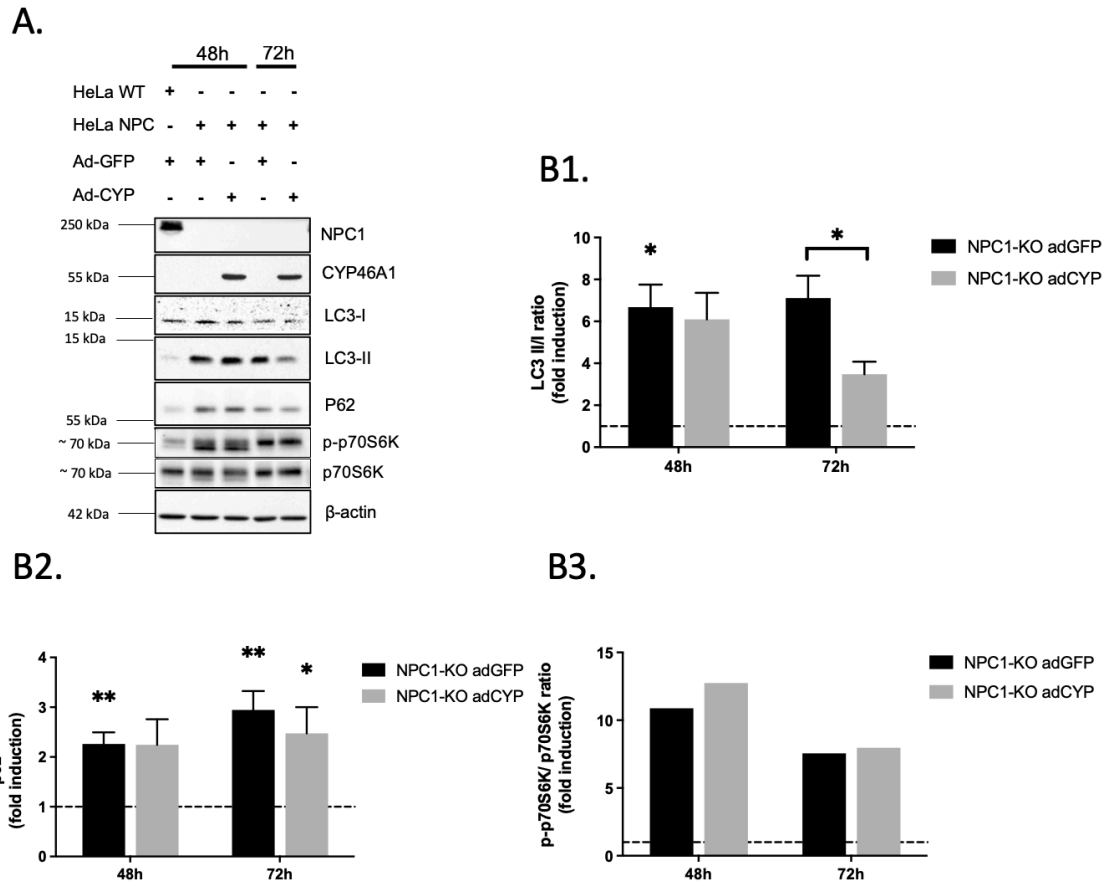 A.
48h 72h
HeLa WT + - - - -
HeLa NPC - + + + +
Ad-GFP + + - + -
Ad-CYP - - + - +
250 kDa NPC1
55 kDa CYP46A1
15 kDa LC3-I
15 kDa LC3-II
55 kDa P62
~ 70 kDa p-p70S6K
~ 70 kDa p70S6K
42 kDa β-actin
B1.
LC3 II/I ratio
(fold induction)
10
8
6
4
2
0
*
*
48h 72h
NPC1-KO adGFP
NPC1-KO adCYP
B2.
(fold induction)
4
3
2
1
0
**
**
*
48h 72h
NPC1-KO adGFP
NPC1-KO adCYP
B3.
p-p70S6K/ p70S6K ratio
(fold induction)
15
10
5
0
48h 72h
NPC1-KO adGFP
NPC1-KO adCYP